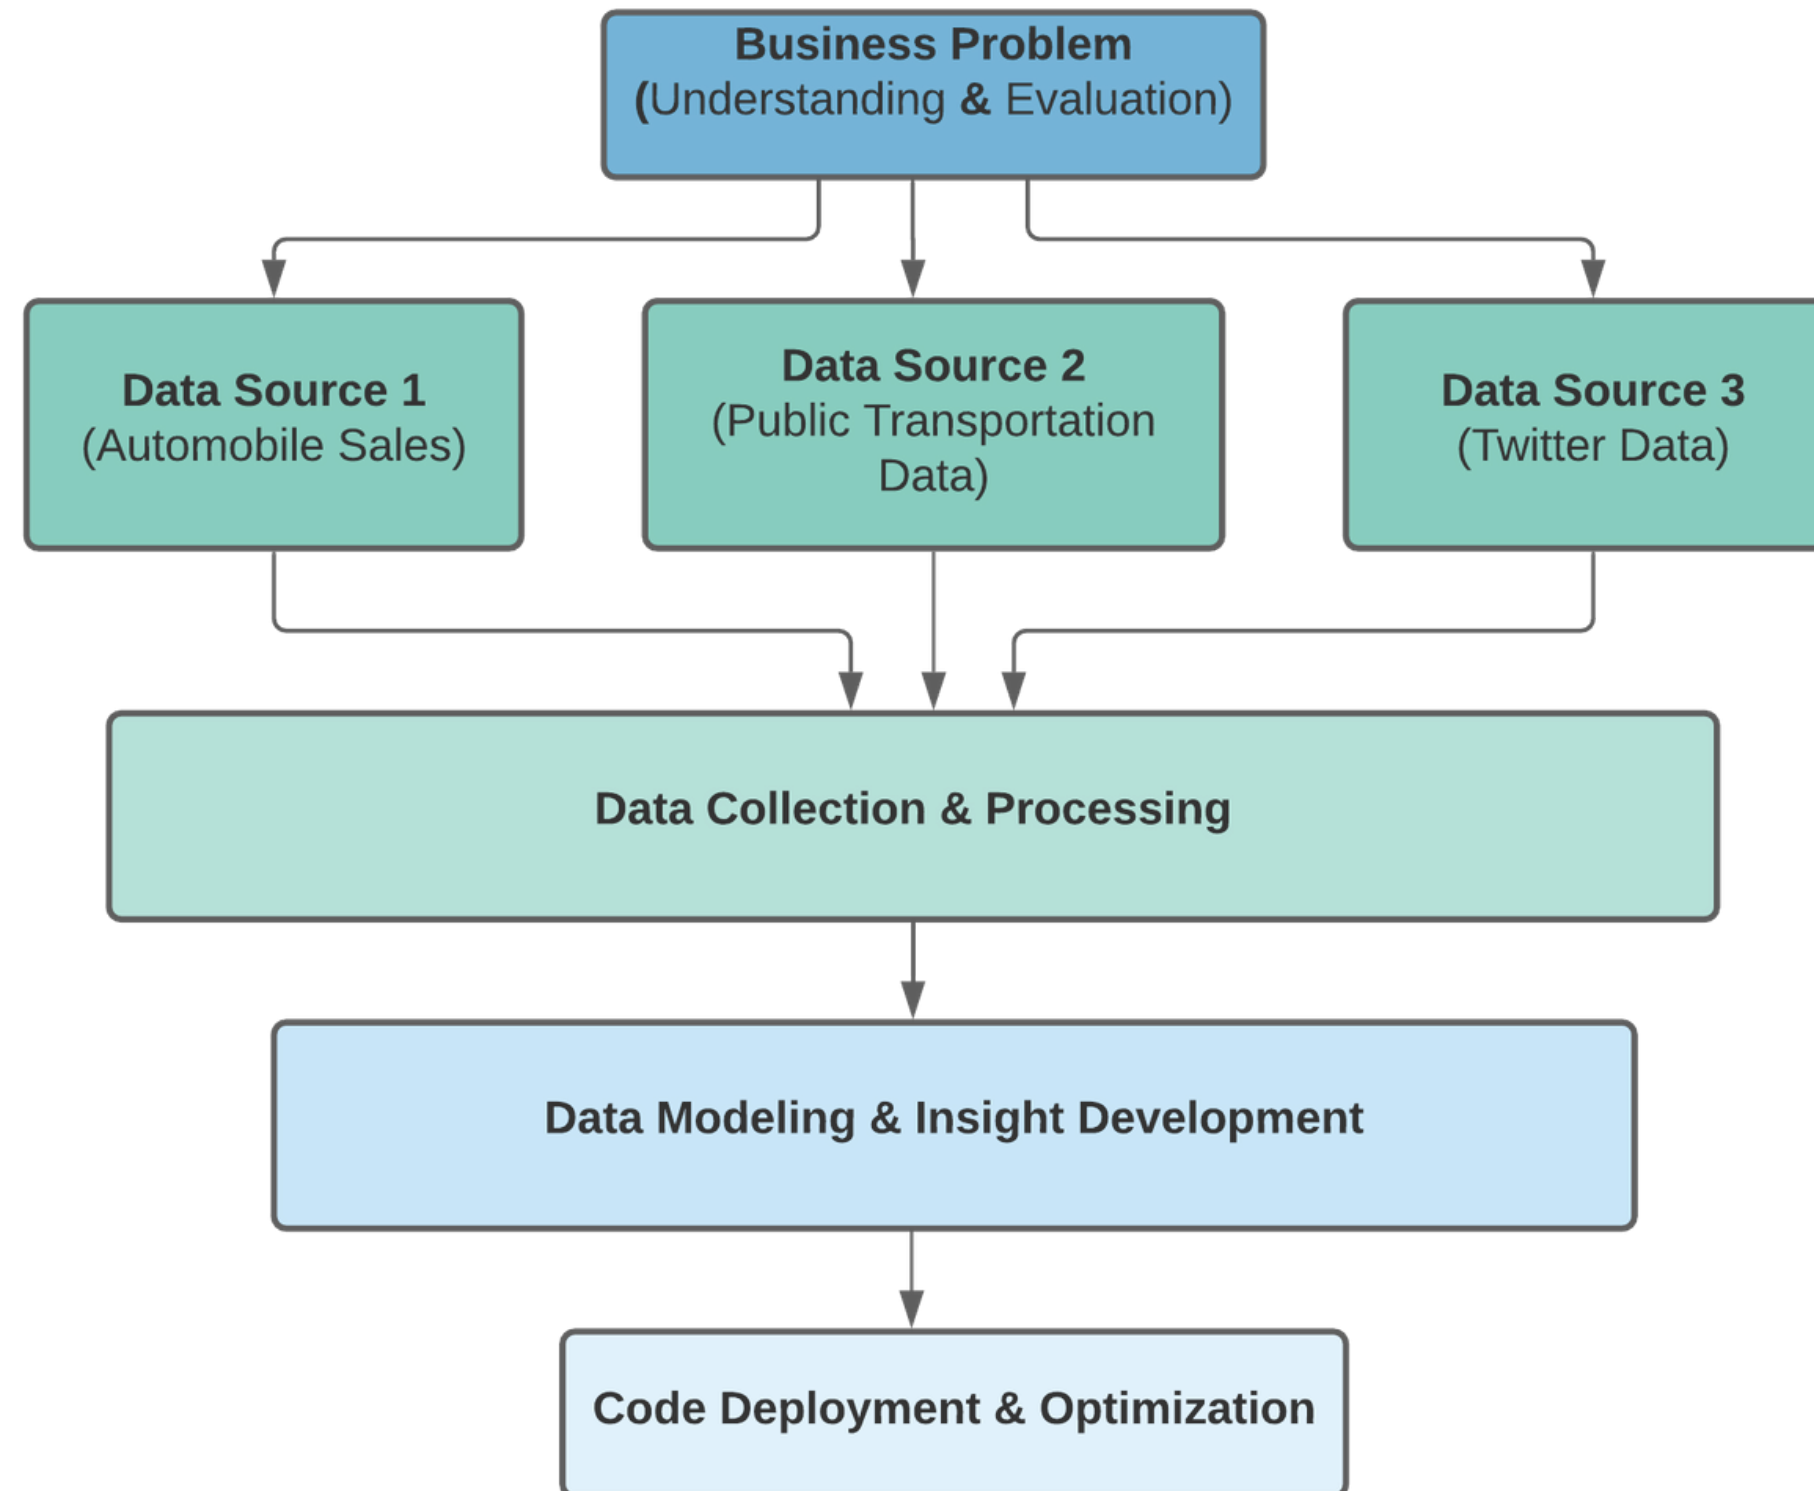 Business Problem
(Understanding & Evaluation)
Data Source 1
(Automobile Sales)
Data Source 2
(Public Transportation
Data)
Data Source 3
(Twitter Data)
Data Collection & Processing
Data Modeling & Insight Development
Code Deployment & Optimization